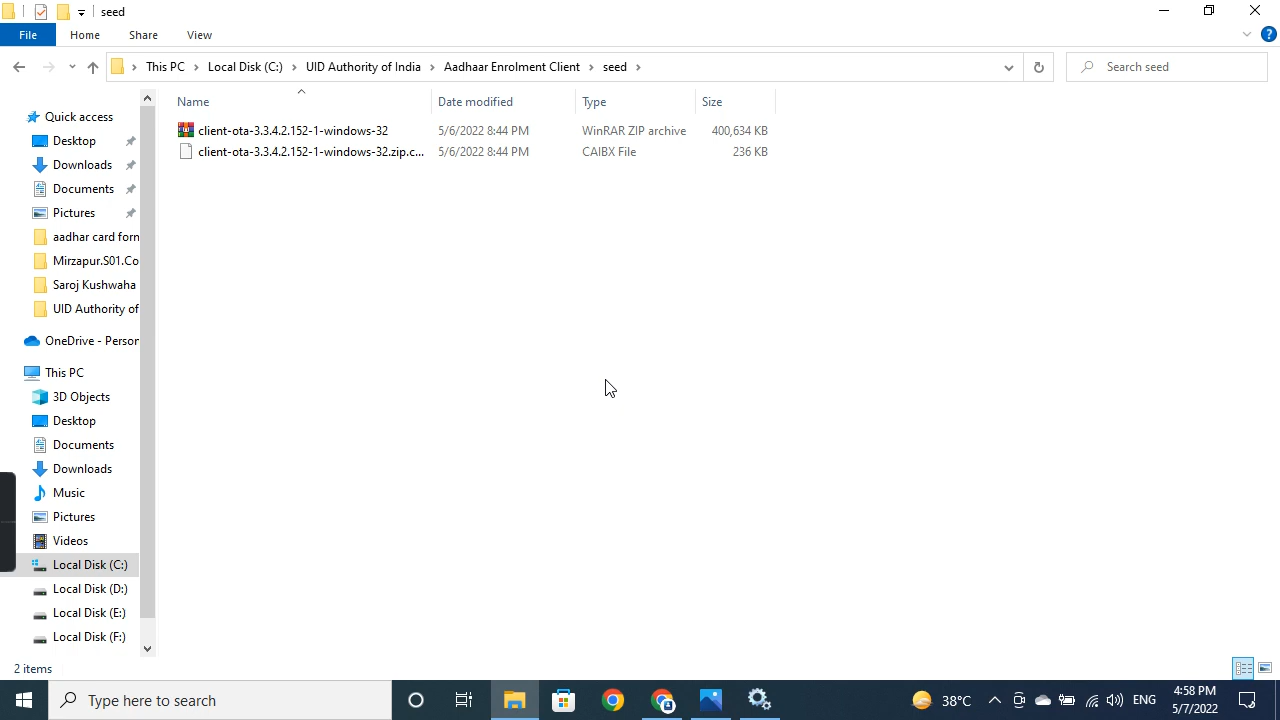 seed
File Home Share View
This PC Local Disk (C:) UID Authority of India Aadhaar Enrolment Client seed Search seed
Name Date modified Type Size
client-ota-3.3.4.2.152-1-windows-32 5/6/2022 8:44 PM WinRAR ZIP archive 400,634 KB
client-ota-3.3.4.2.152-1-windows-32.zip.c... 5/6/2022 8:44 PM CAIBX File 236 KB
Quick access
Desktop
Downloads
Documents
Pictures
aadhar card forn
Mirzapur.S01.Co
Saroj Kushwaha
UID Authority of
OneDrive - Person
This PC
3D Objects
Desktop
Documents
Downloads
Music
Pictures
Videos
Local Disk (C:)
Local Disk (D:)
Local Disk (E:)
Local Disk (F:)
2 items
Type here to search 38°C ENG 4:58 PM
5/7/2022